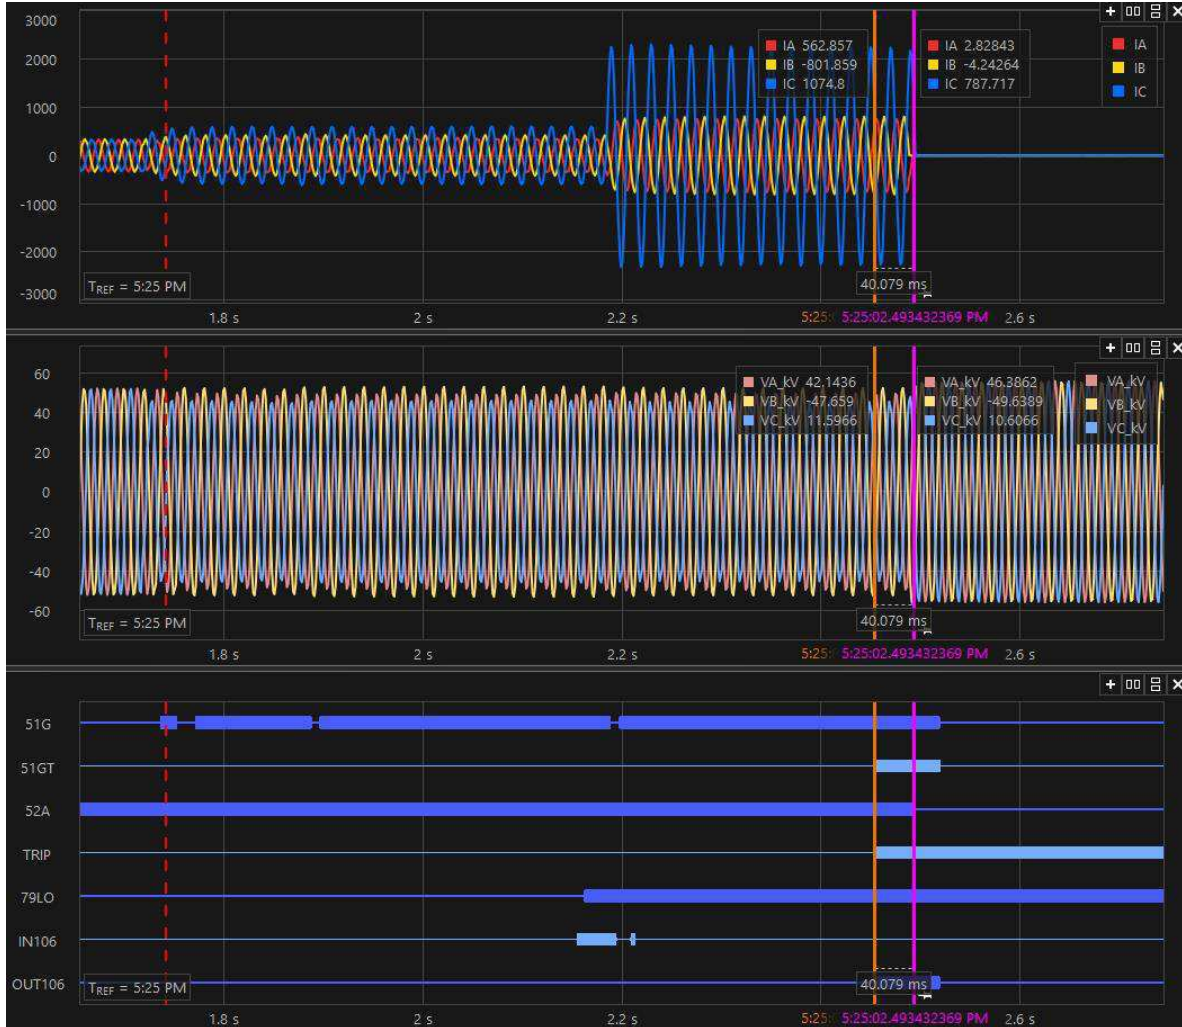 3000
2000
1000
0
-1000
-2000
-3000
IA 562.857
IB -801.859
IC 1074.8
IA 2.82843
IB -4.24264
IC 787.717
IA
IB
IC
TREF = 5:25 PM
40.079 ms
1.8 s 2 s 2.2 s 5:25: 5:25:02.493432369 PM 2.6 s
60
40
20
0
-20
-40
-60
VA_kV 42.1436
VB_kV -47.659
VC_kV 11.5966
VA_kV 46.3862
VB_kV -49.6389
VC_kV 10.6066
VA_kV
VB_kV
VC_kV
TREF = 5:25 PM
40.079 ms
1.8 s 2 s 2.2 s 5:25: 5:25:02.493432369 PM 2.6 s
51G
51GT
52A
TRIP
79LO
IN106
OUT106
TREF = 5:25 PM
40.079 ms
1.8 s 2 s 2.2 s 5:25: 5:25:02.493432369 PM 2.6 s